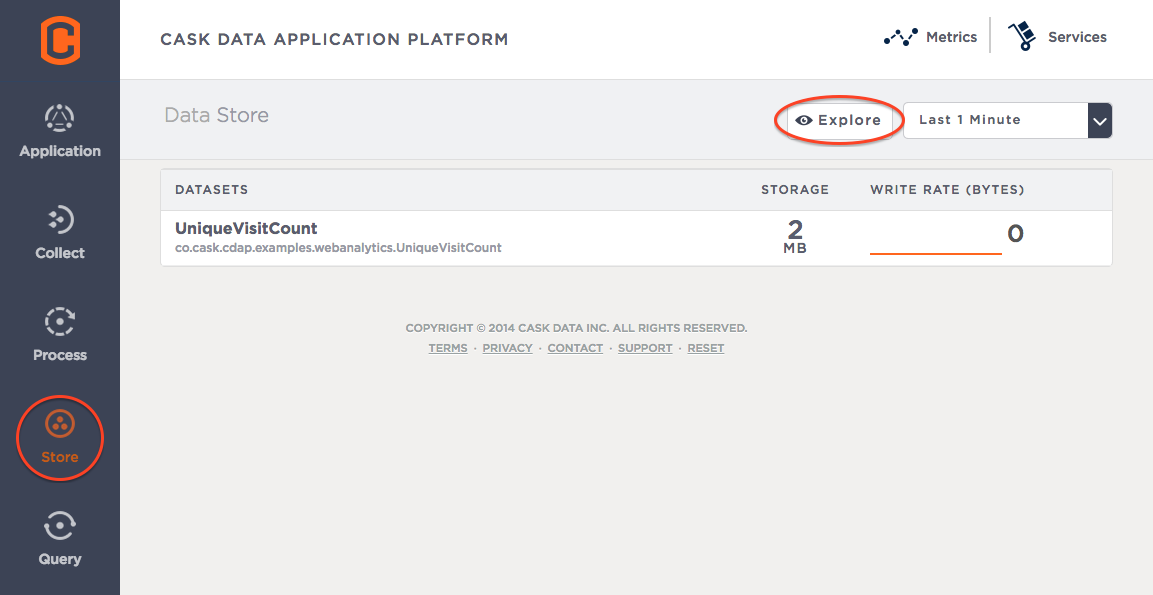 CASK DATA APPLICATION PLATFORM
Metrics
Services
Application
Collect
Process
Store
Query
Data Store
Explore
Last 1 Minute
DATASETS STORAGE WRITE RATE (BYTES)
UniqueVisitCount
co.cask.cdap.examples.webanalytics.UniqueVisitCount
2
MB
0
COPYRIGHT © 2014 CASK DATA INC. ALL RIGHTS RESERVED.
TERMS · PRIVACY · CONTACT · SUPPORT · RESET